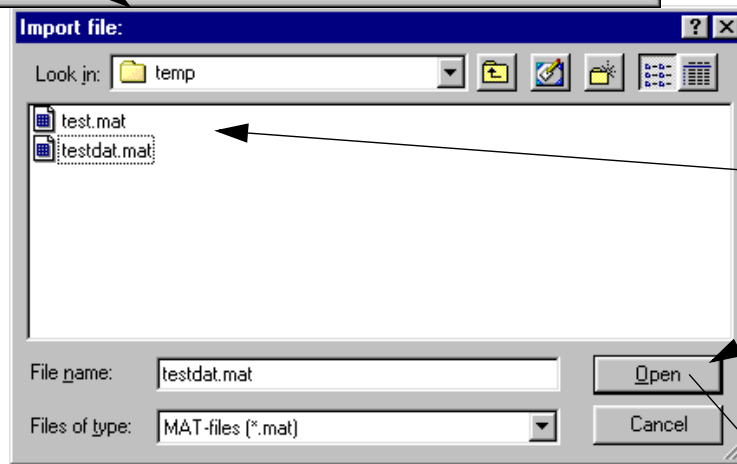 Import file:
Look in: temp
test.mat
testdat.mat
File name: testdat.mat Open
Files of type: MAT-files (*.mat) Cancel